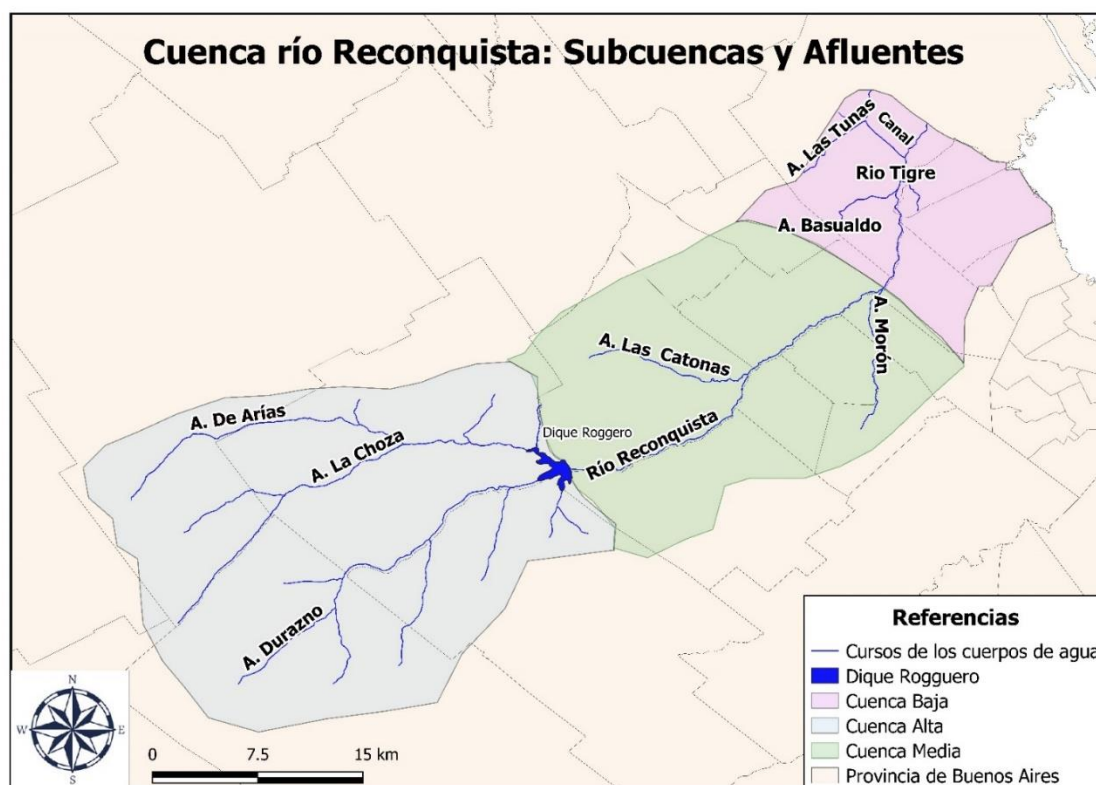 Cuenca río Reconquista: Subcuencas y Afluentes
A. Las Tunas
Canal
Rio Tigre
A. Basualdo
A. Morón
A. Las Catonas
Río Reconquista
Dique Roggero
A. De Arías
A. La Choza
A. Durazno
Referencias
Cursos de los cuerpos de agua
Dique Rogguero
Cuenca Baja
Cuenca Alta
Cuenca Media
Provincia de Buenos Aires
N
W
E
S
0 7.5 15 km